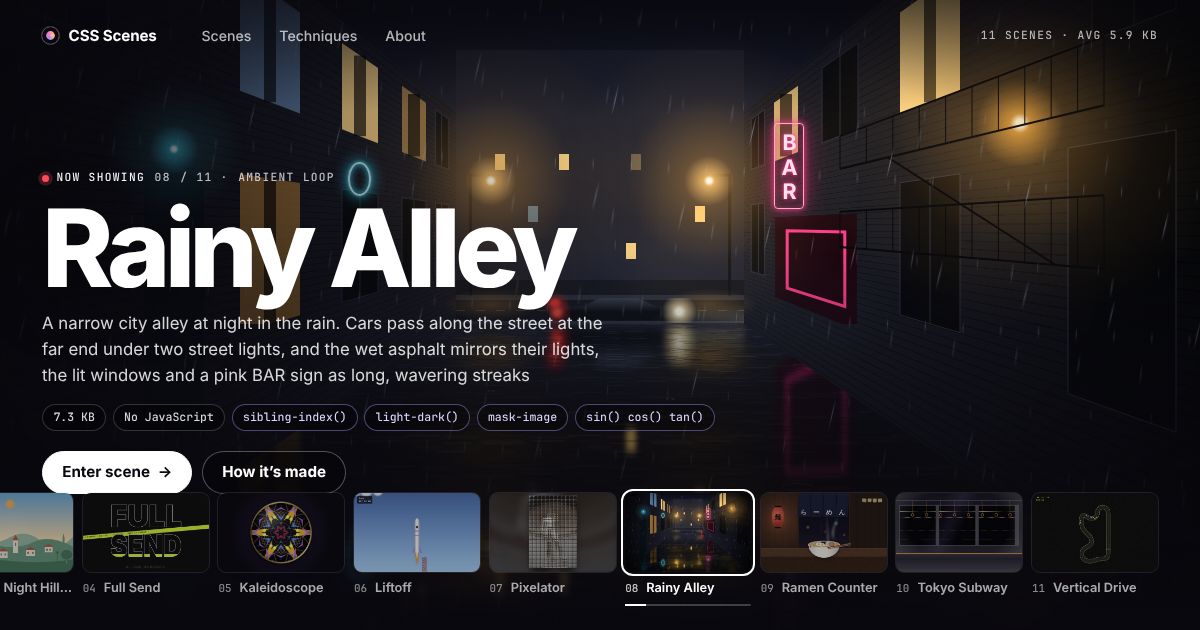 CSS Scenes
Scenes
Techniques
About
11 SCENES · AVG 5.9 KB
NOW SHOWING 08 / 11 · AMBIENT LOOP
BAR
Rainy Alley
A narrow city alley at night in the rain. Cars pass along the street at the
far end under two street lights, and the wet asphalt mirrors their lights,
the lit windows and a pink BAR sign as long, wavering streaks
7.3 KB
No JavaScript
sibling-index()
light-dark()
mask-image
sin() cos() tan()
Enter scene →
How it’s made
FULL
SEND
らーめん
Night Hill...
04 Full Send
05 Kaleidoscope
06 Liftoff
07 Pixelator
08 Rainy Alley
09 Ramen Counter
10 Tokyo Subway
11 Vertical Drive